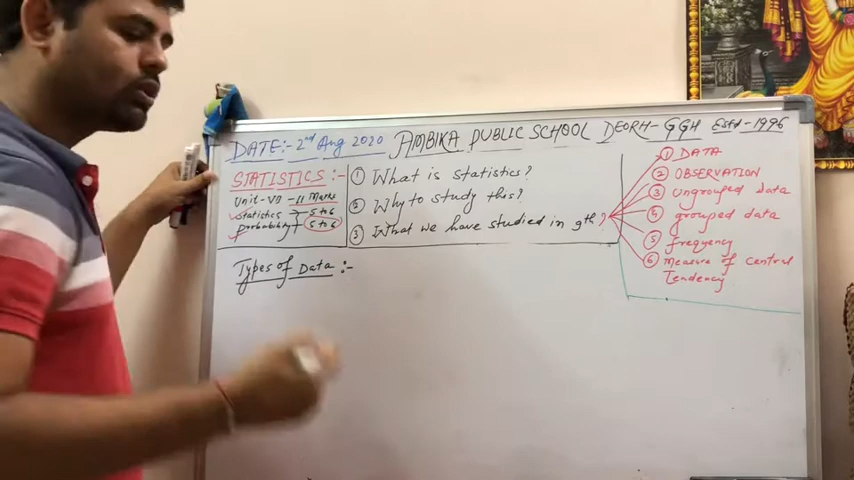 DATE:- 2nd Aug 2020 AMBIKA PUBLIC SCHOOL DEORH-GGH ESTD-1996
STATISTICS :-
Unit-VII - 11 Marks
Statistics - 5 to 6
probability } 5 to 6
① What is statistics?
② Why to study this?
③ What we have studied in 9th?
① DATA
② OBSERVATION
③ Ungrouped data
④ grouped data
⑤ frequency
⑥ Measure of central
Tendency
Types of Data :-